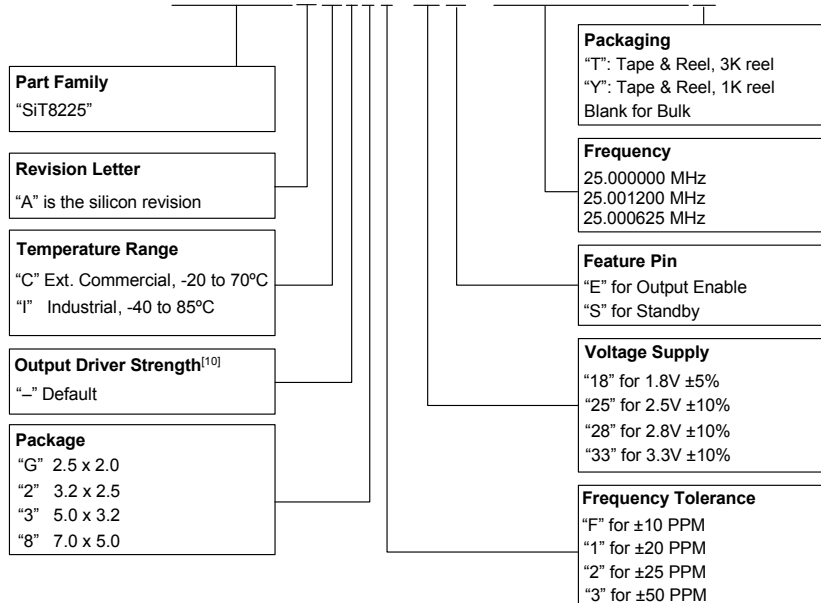 Part Family
“SiT8225”
Revision Letter
“A” is the silicon revision
Temperature Range
“C” Ext. Commercial, -20 to 70ºC
“I” Industrial, -40 to 85ºC
Output Driver Strength[10]
“–” Default
Package
“G” 2.5 x 2.0
“2” 3.2 x 2.5
“3” 5.0 x 3.2
“8” 7.0 x 5.0
Packaging
“T”: Tape & Reel, 3K reel
“Y”: Tape & Reel, 1K reel
Blank for Bulk
Frequency
25.000000 MHz
25.001200 MHz
25.000625 MHz
Feature Pin
“E” for Output Enable
“S” for Standby
Voltage Supply
“18” for 1.8V ±5%
“25” for 2.5V ±10%
“28” for 2.8V ±10%
“33” for 3.3V ±10%
Frequency Tolerance
“F” for ±10 PPM
“1” for ±20 PPM
“2” for ±25 PPM
“3” for ±50 PPM